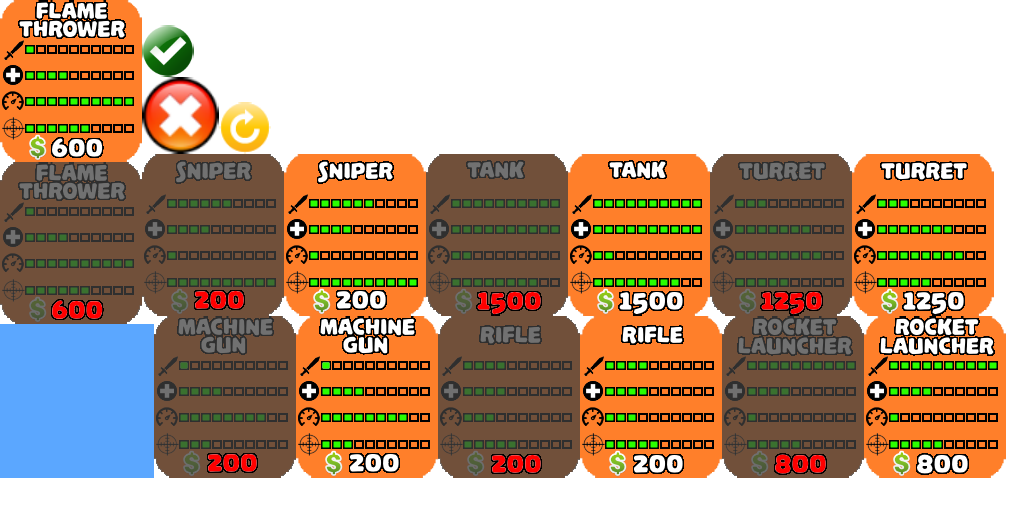 FLAME
THROWER
$ 600
FLAME
THROWER
$ 600
SNIPER
$ 200
SNIPER
$ 200
TANK
$ 1500
TANK
$ 1500
TURRET
$ 1250
TURRET
$ 1250
MACHINE
GUN
$ 200
MACHINE
GUN
$ 200
RIFLE
$ 200
RIFLE
$ 200
ROCKET
LAUNCHER
$ 800
ROCKET
LAUNCHER
$ 800